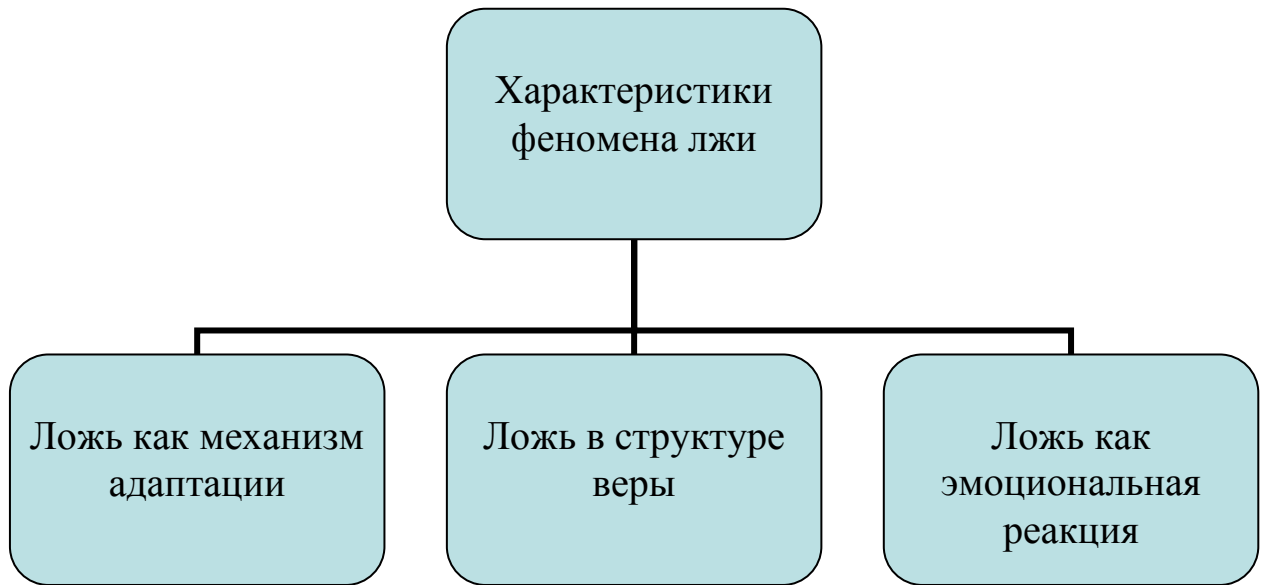 Характеристики
феномена лжи
Ложь как механизм
адаптации
Ложь в структуре
веры
Ложь как
эмоциональная
реакция